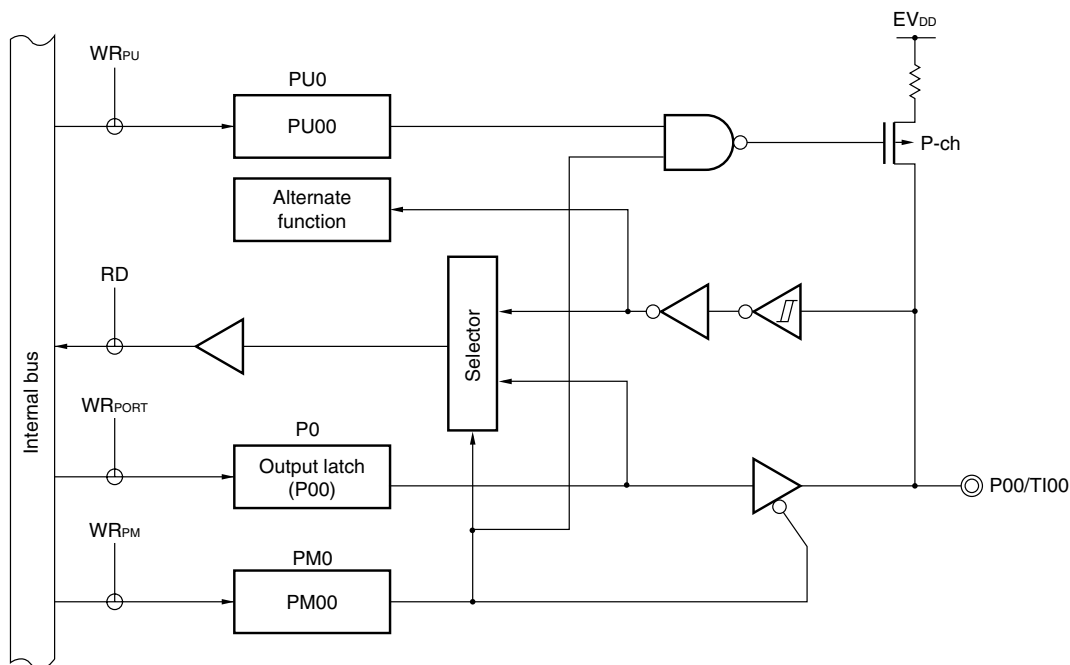 EVDD
WRPU
PU0
PU00
P-ch
Alternate
function
RD
Selector
Internal bus
WRPORT
P0
Output latch
(P00)
P00/TI00
WRPM
PM0
PM00